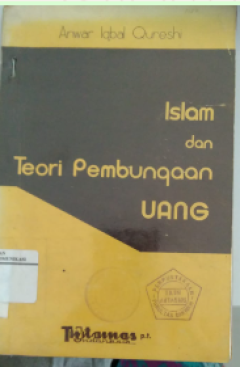 Anwar Iqbal Qureshi
Islam
dan
Teori Pembungaan
UANG
Tintamas p.t.